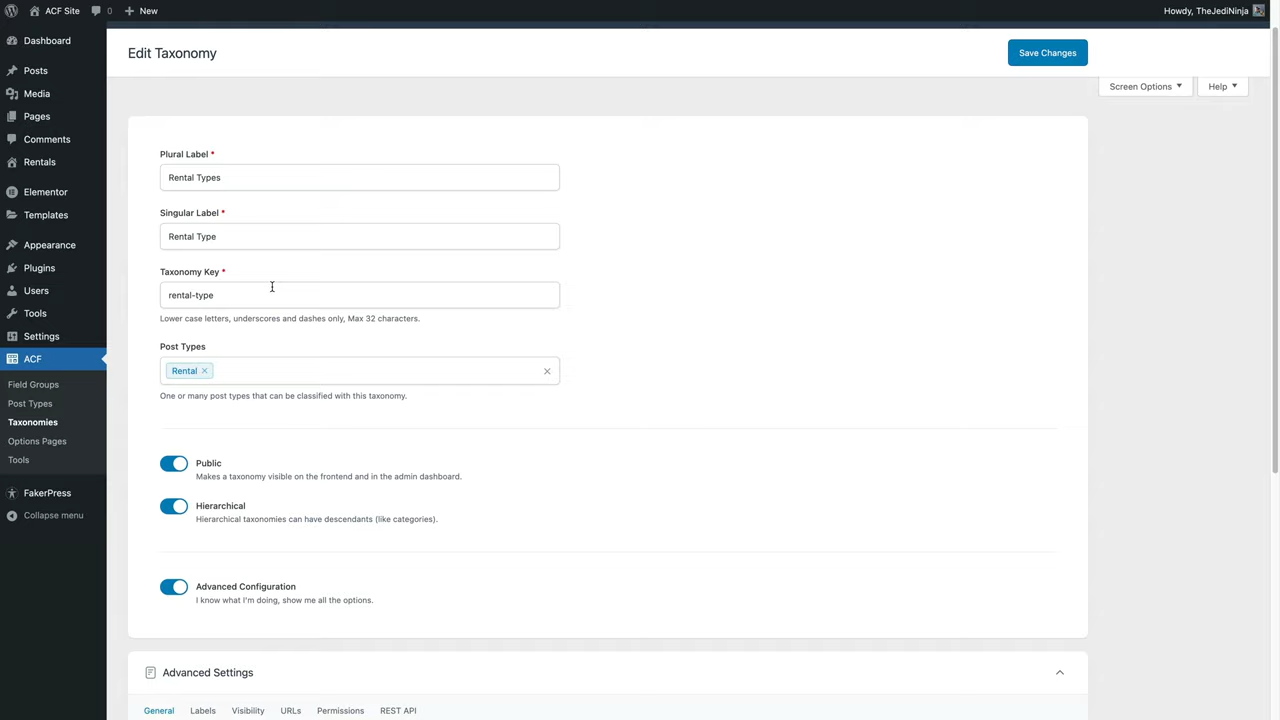 ACF Site 0 New Howdy, TheJediNinja
Dashboard
Posts
Media
Pages
Comments
Rentals
Elementor
Templates
Appearance
Plugins
Users
Tools
Settings
ACF
Field Groups
Post Types
Taxonomies
Options Pages
Tools
FakerPress
Collapse menu
Edit Taxonomy
Save Changes
Screen Options ▼ Help ▼
Plural Label *
Rental Types
Singular Label *
Rental Type
Taxonomy Key *
rental-type
Lower case letters, underscores and dashes only, Max 32 characters.
Post Types
Rental ×
One or many post types that can be classified with this taxonomy.
Public
Makes a taxonomy visible on the frontend and in the admin dashboard.
Hierarchical
Hierarchical taxonomies can have descendants (like categories).
Advanced Configuration
I know what I'm doing, show me all the options.
Advanced Settings
General Labels Visibility URLs Permissions REST API